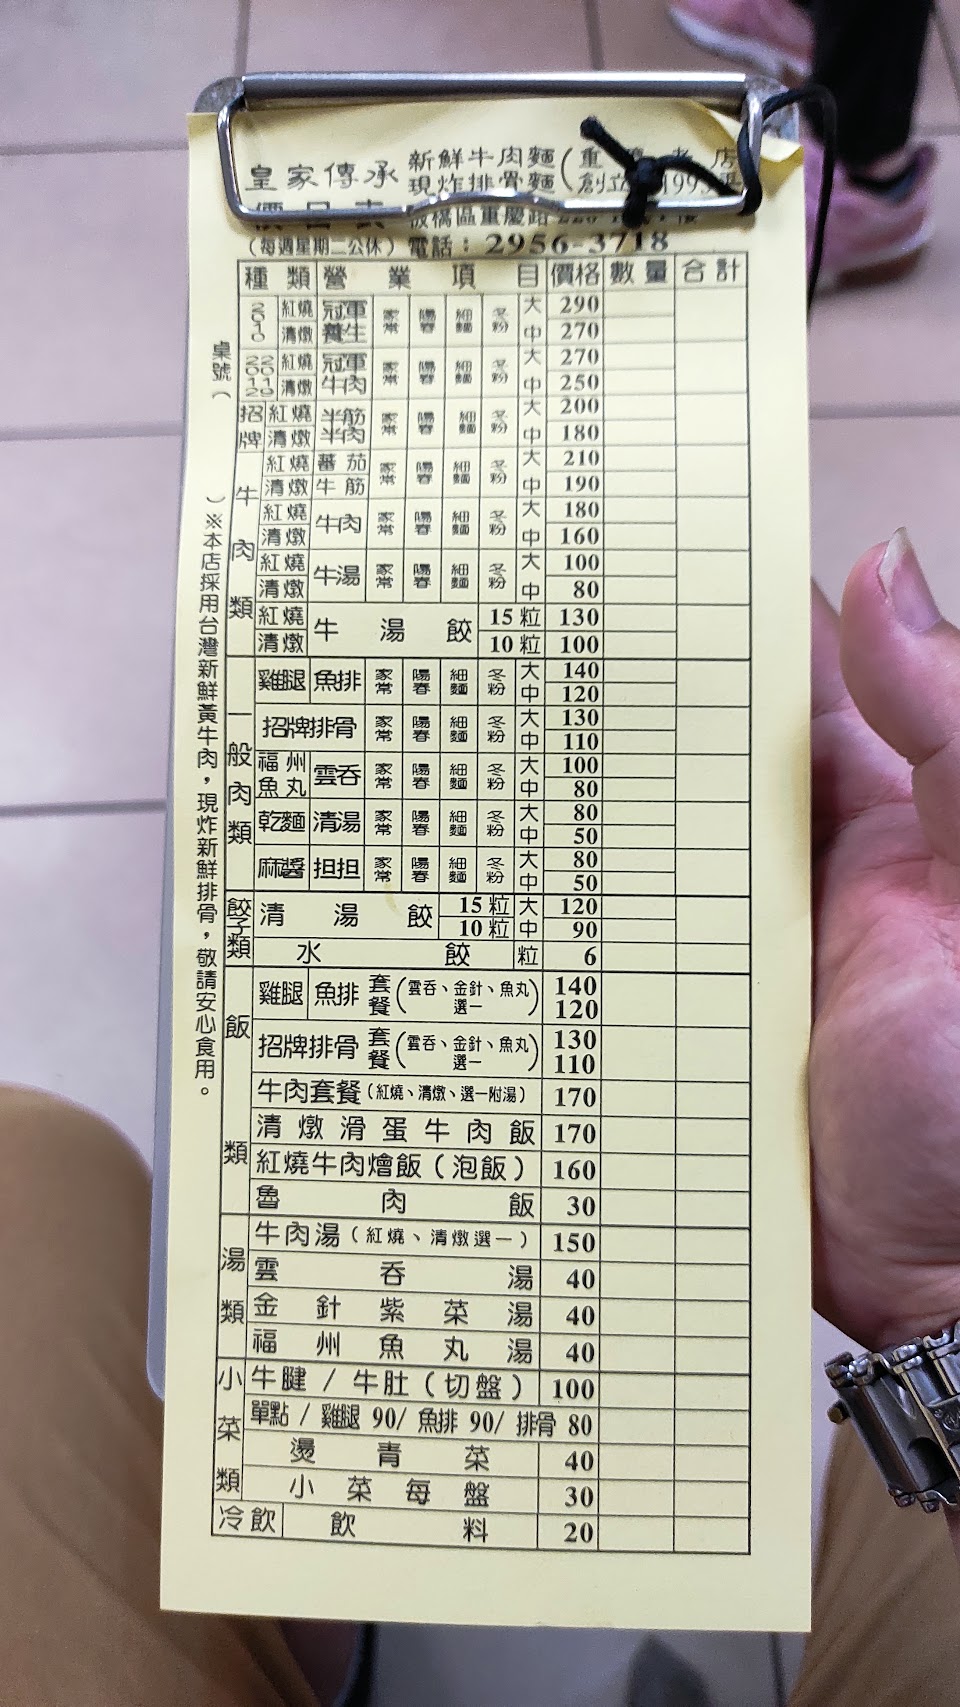 皇家傳承 新鮮牛肉麵 現炸排骨麵 (重慶老店 創立
價目表 板橋區重慶路
(每週星期二公休) 電話:2956-3718
種類 營業項目 價格 數量 合計
2010 紅燒 清燉 冠軍養生 家常 陽春 細麵 冬粉 大 290
中 270
2012 2019 紅燒 清燉 冠軍牛肉 家常 陽春 細麵 冬粉 大 270
中 250
招牌 紅燒 清燉 半筋半肉 家常 陽春 細麵 冬粉 大 200
中 180
牛肉類
紅燒 清燉 蕃茄 牛筋 家常 陽春 細麵 冬粉 大 210
中 190
紅燒 清燉 牛肉 家常 陽春 細麵 冬粉 大 180
中 160
紅燒 清燉 牛湯 家常 陽春 細麵 冬粉 大 100
中 80
紅燒 清燉 牛湯餃 15粒 130
10粒 100
一般肉類
雞腿 魚排 家常 陽春 細麵 冬粉 大 140
中 120
招牌排骨 家常 陽春 細麵 冬粉 大 130
中 110
福州魚丸 雲吞 家常 陽春 細麵 冬粉 大 100
中 80
乾麵 清湯 家常 陽春 細麵 冬粉 大 80
中 50
麻醬 担担 家常 陽春 細麵 冬粉 大 80
中 50
餃子類
清湯餃 15粒 大 120
10粒 中 90
水餃 粒 6
飯類
雞腿 魚排 套餐(雲吞、金針、魚丸 選一) 140
120
招牌排骨 套餐(雲吞、金針、魚丸 選一) 130
110
牛肉套餐(紅燒、清燉、選一附湯) 170
清燉滑蛋牛肉飯 170
紅燒牛肉燴飯(泡飯) 160
魯肉飯 30
湯類
牛肉湯(紅燒、清燉選一) 150
雲吞湯 40
金針紫菜湯 40
福州魚丸湯 40
小菜類
牛腱/牛肚(切盤) 100
單點/雞腿 90/魚排 90/排骨 80
燙青菜 40
小菜每盤 30
冷飲 飲料 20
桌號( )※本店採用台灣新鮮黃牛肉,現炸新鮮排骨,敬請安心食用。